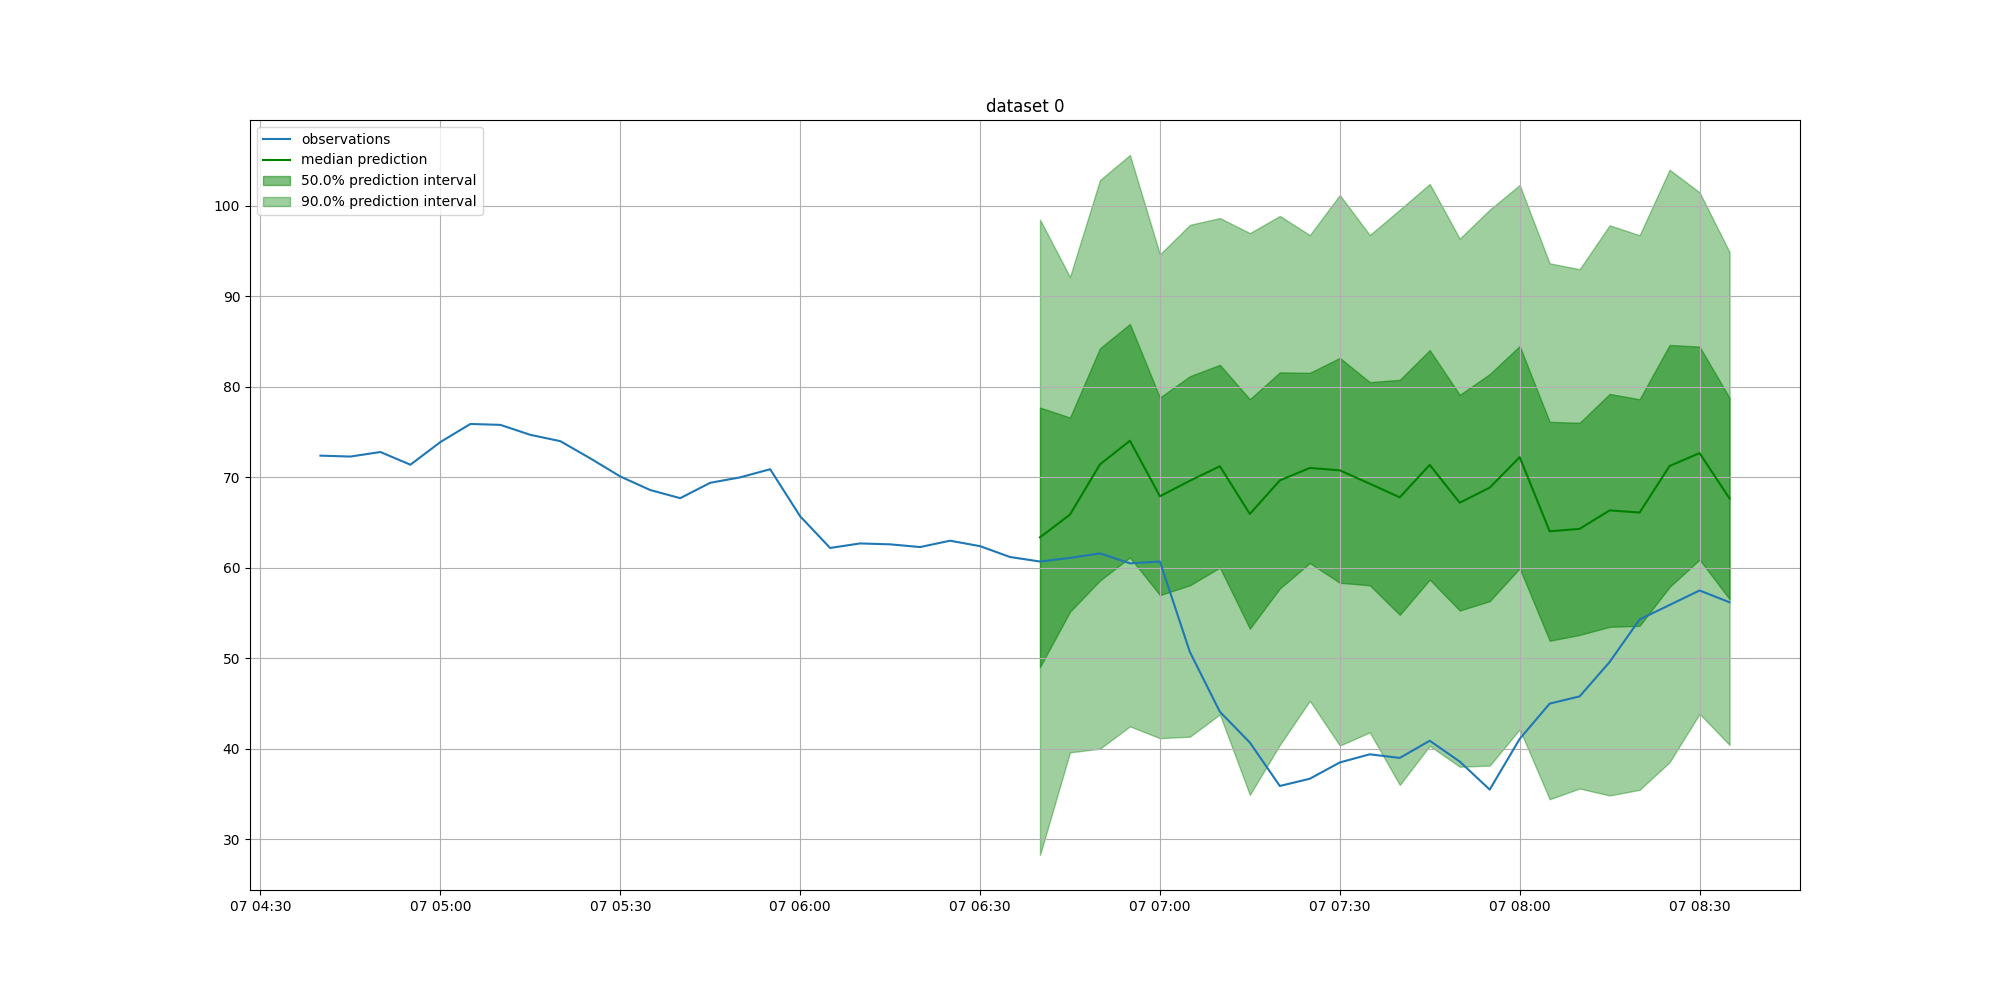 dataset 0
observations
median prediction
50.0% prediction interval
90.0% prediction interval
100
90
80
70
60
50
40
30
07 04:30 07 05:00 07 05:30 07 06:00 07 06:30 07 07:00 07 07:30 07 08:00 07 08:30